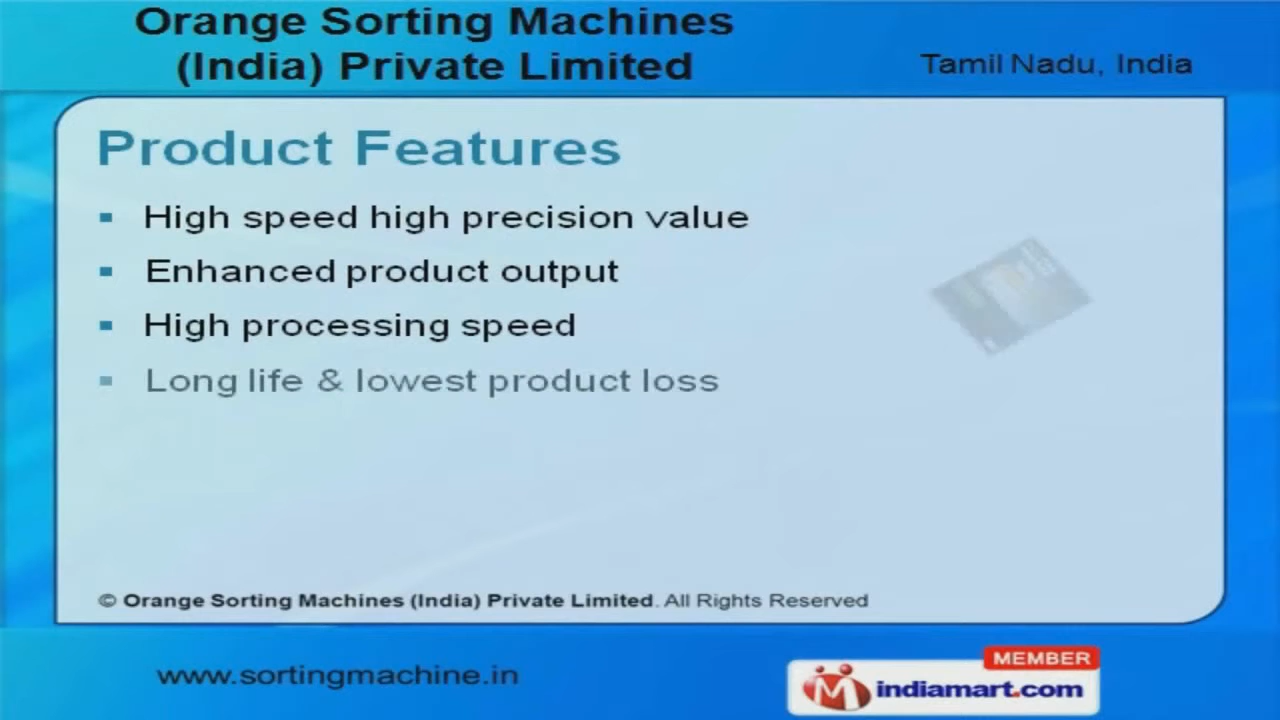 Orange Sorting Machines
(India) Private Limited
Tamil Nadu, India
Product Features
▪ High speed high precision value
▪ Enhanced product output
▪ High processing speed
▪ Long life & lowest product loss
© Orange Sorting Machines (India) Private Limited. All Rights Reserved
www.sortingmachine.in
MEMBER
indiamart.com